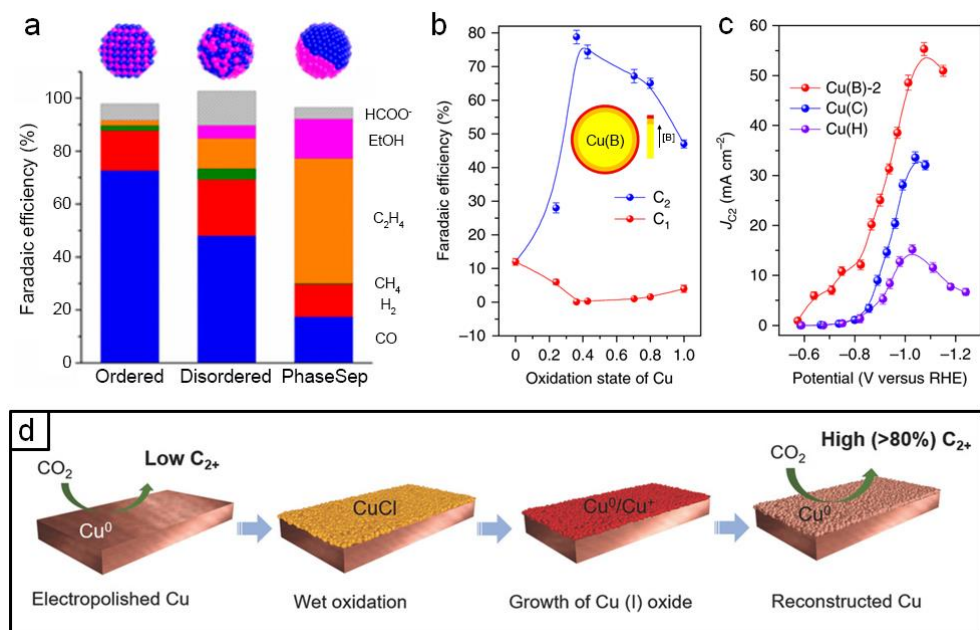 a
Faradaic efficiency (%)
100
80
60
40
20
0
HCOO⁻
EtOH
C₂H₄
CH₄
H₂
CO
Ordered
Disordered
PhaseSep
b
Faradaic efficiency (%)
80
70
60
50
40
30
20
10
0
−10
Cu(B)
[B]
C₂
C₁
0
0.2
0.4
0.6
0.8
1.0
Oxidation state of Cu
c
J_C2 (mA cm⁻²)
60
50
40
30
20
10
0
Cu(B)-2
Cu(C)
Cu(H)
−0.6
−0.8
−1.0
−1.2
Potential (V versus RHE)
d
CO₂
Low C₂₊
Cu⁰
Electropolished Cu
CuCl
Wet oxidation
Cu⁰/Cu⁺
Growth of Cu (I) oxide
High (>80%) C₂₊
CO₂
Cu⁰
Reconstructed Cu